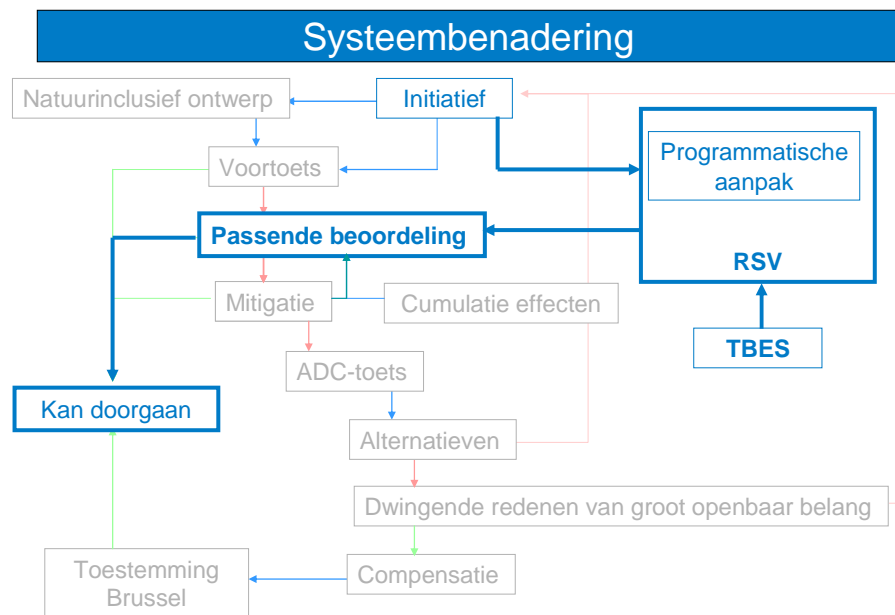 Systeembenadering
Natuurinclusief ontwerp
Initiatief
Programmatische
aanpak
Voortoets
Passende beoordeling
RSV
Mitigatie
Cumulatie effecten
TBES
ADC-toets
Kan doorgaan
Alternatieven
Dwingende redenen van groot openbaar belang
Toestemming
Brussel
Compensatie